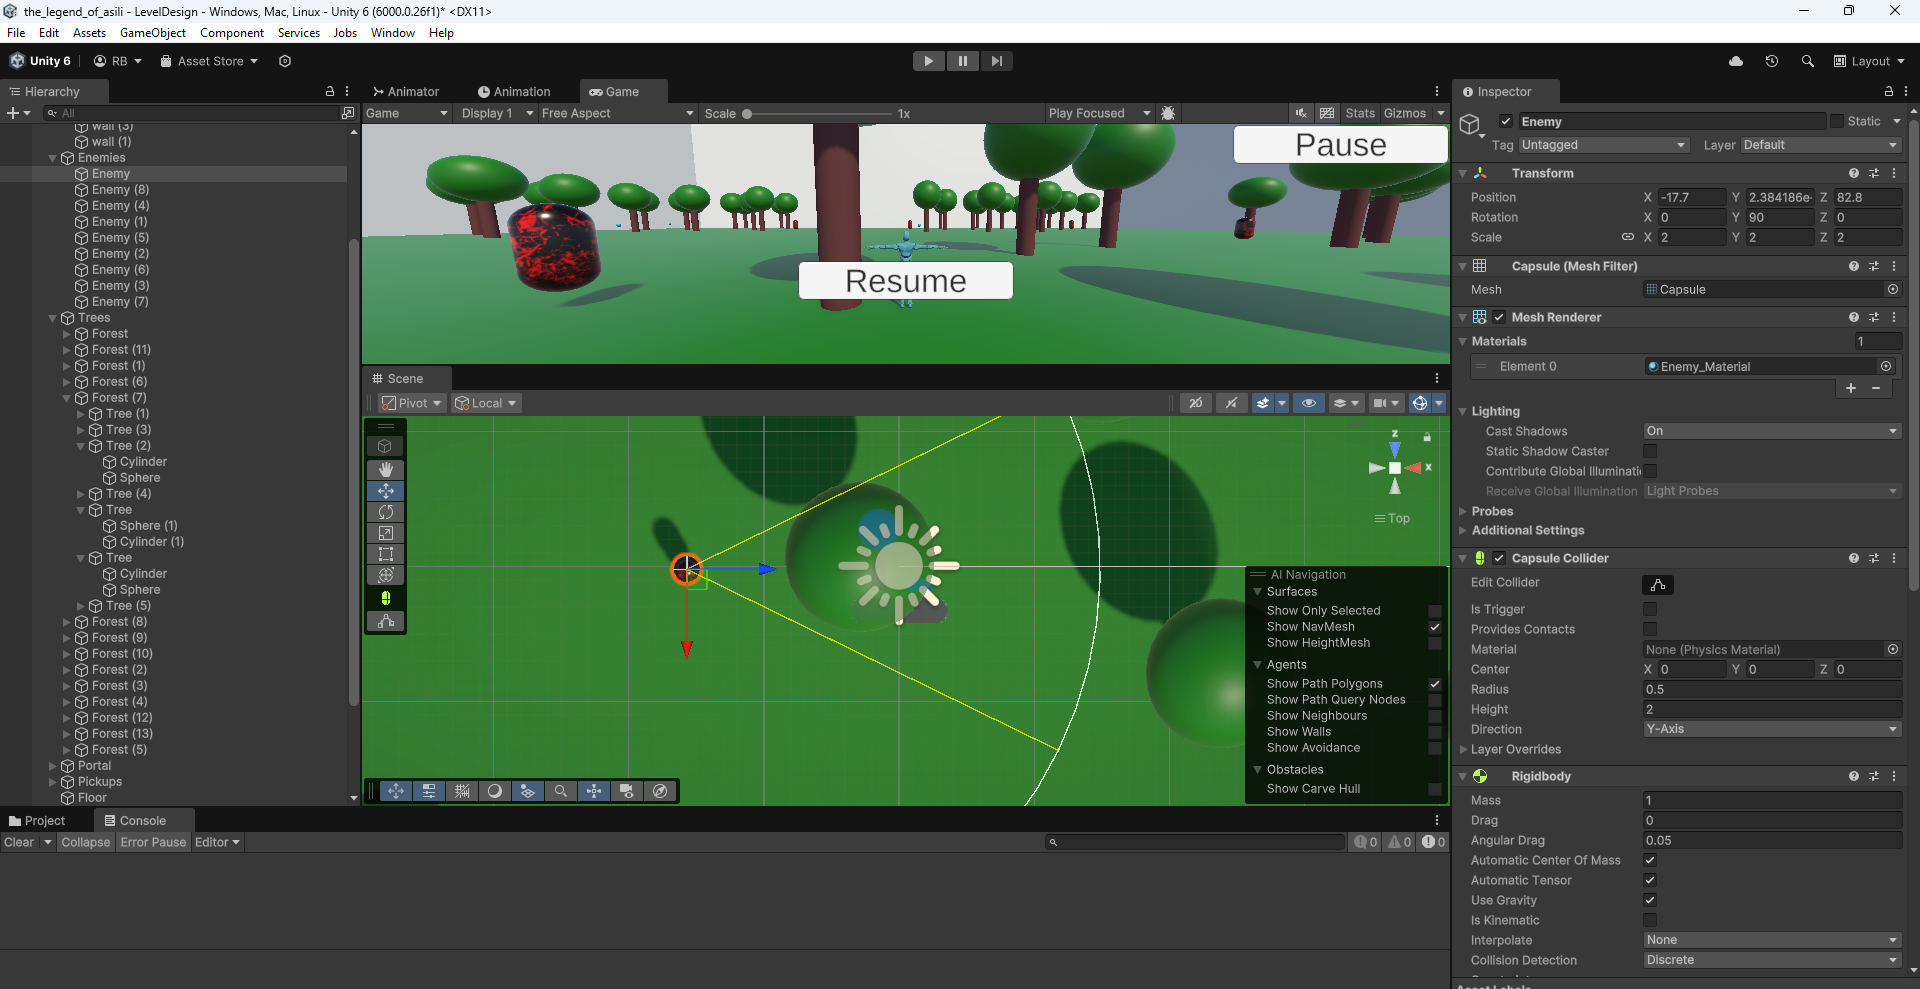 the_legend_of_asili - LevelDesign - Windows, Mac, Linux - Unity 6 (6000.0.26f1)* <DX11>
File Edit Assets GameObject Component Services Jobs Window Help
Unity 6 RB Asset Store Layout
Hierarchy
All
wall (3)
wall (1)
Enemies
Enemy
Enemy (8)
Enemy (4)
Enemy (1)
Enemy (5)
Enemy (2)
Enemy (6)
Enemy (3)
Enemy (7)
Trees
Forest
Forest (11)
Forest (1)
Forest (6)
Forest (7)
Tree (1)
Tree (3)
Tree (2)
Cylinder
Sphere
Tree (4)
Tree
Sphere (1)
Cylinder (1)
Tree
Cylinder
Sphere
Tree (5)
Forest (8)
Forest (9)
Forest (10)
Forest (2)
Forest (3)
Forest (4)
Forest (12)
Forest (13)
Forest (5)
Portal
Pickups
Floor
Animator Animation Game
Game Display 1 Free Aspect Scale 1x Play Focused Stats Gizmos
Pause
Resume
Scene
Pivot Local 2D
z
x
Top
AI Navigation
Surfaces
Show Only Selected
Show NavMesh
Show HeightMesh
Agents
Show Path Polygons
Show Path Query Nodes
Show Neighbours
Show Walls
Show Avoidance
Obstacles
Show Carve Hull
Project Console
Clear Collapse Error Pause Editor 0 0 0
Inspector
Enemy Static
Tag Untagged Layer Default
Transform
Position X -17.7 Y 2.384186e- Z 82.8
Rotation X 0 Y 90 Z 0
Scale X 2 Y 2 Z 2
Capsule (Mesh Filter)
Mesh Capsule
Mesh Renderer
Materials 1
Element 0 Enemy_Material
Lighting
Cast Shadows On
Static Shadow Caster
Contribute Global Illuminati
Receive Global Illumination Light Probes
Probes
Additional Settings
Capsule Collider
Edit Collider
Is Trigger
Provides Contacts
Material None (Physics Material)
Center X 0 Y 0 Z 0
Radius 0.5
Height 2
Direction Y-Axis
Layer Overrides
Rigidbody
Mass 1
Drag 0
Angular Drag 0.05
Automatic Center Of Mass
Automatic Tensor
Use Gravity
Is Kinematic
Interpolate None
Collision Detection Discrete
Asset Labels